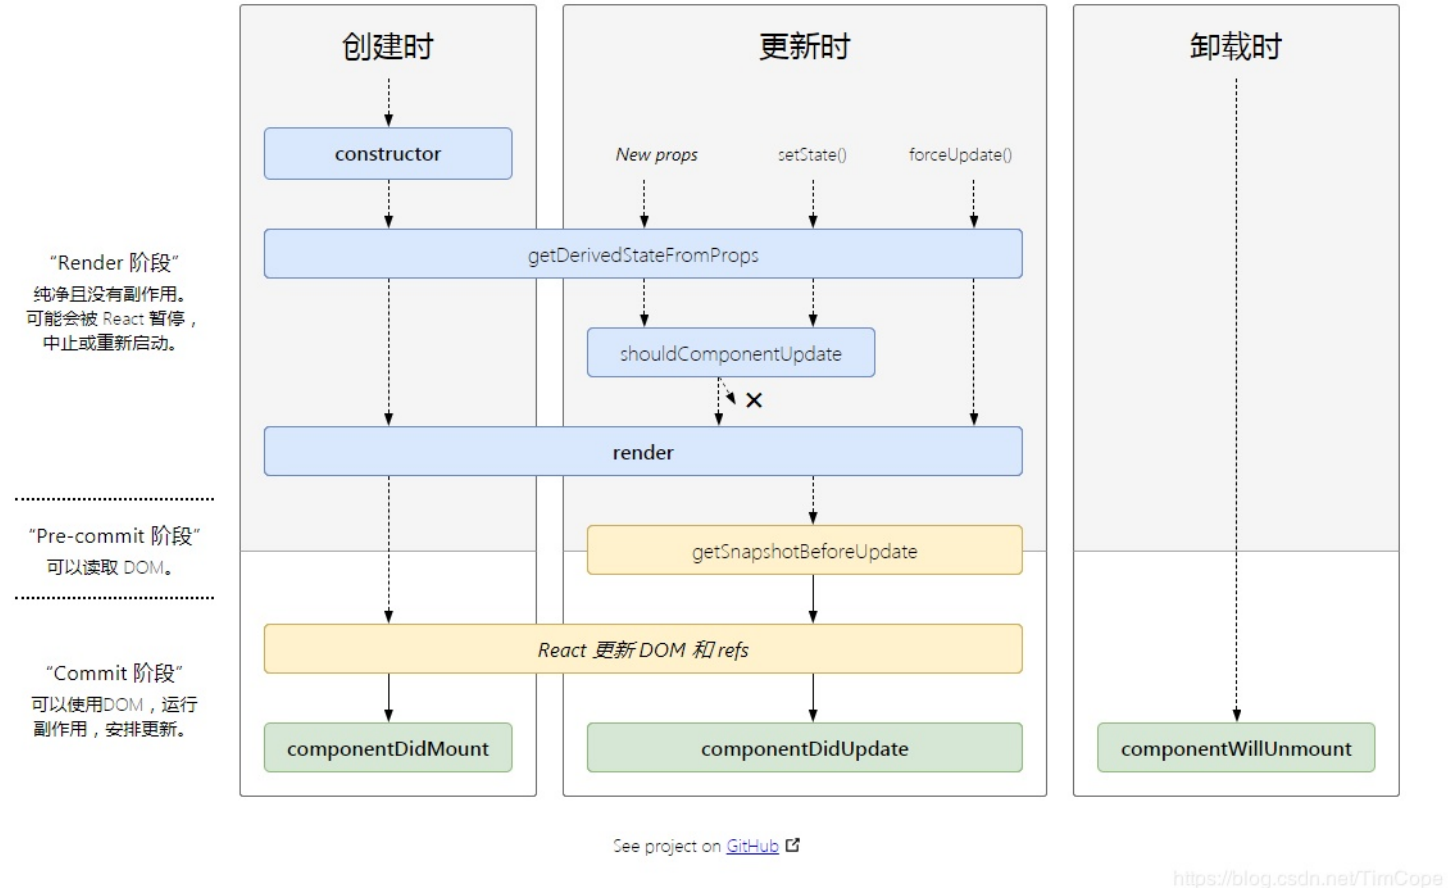 创建时
更新时
卸载时
constructor
New props
setState()
forceUpdate()
getDerivedStateFromProps
“Render 阶段”
纯净且没有副作用。
可能会被 React 暂停，
中止或重新启动。
shouldComponentUpdate
render
“Pre-commit 阶段”
可以读取 DOM。
getSnapshotBeforeUpdate
React 更新 DOM 和 refs
“Commit 阶段”
可以使用DOM，运行
副作用，安排更新。
componentDidMount
componentDidUpdate
componentWillUnmount
See project on GitHub
https://blog.csdn.net/TimCope